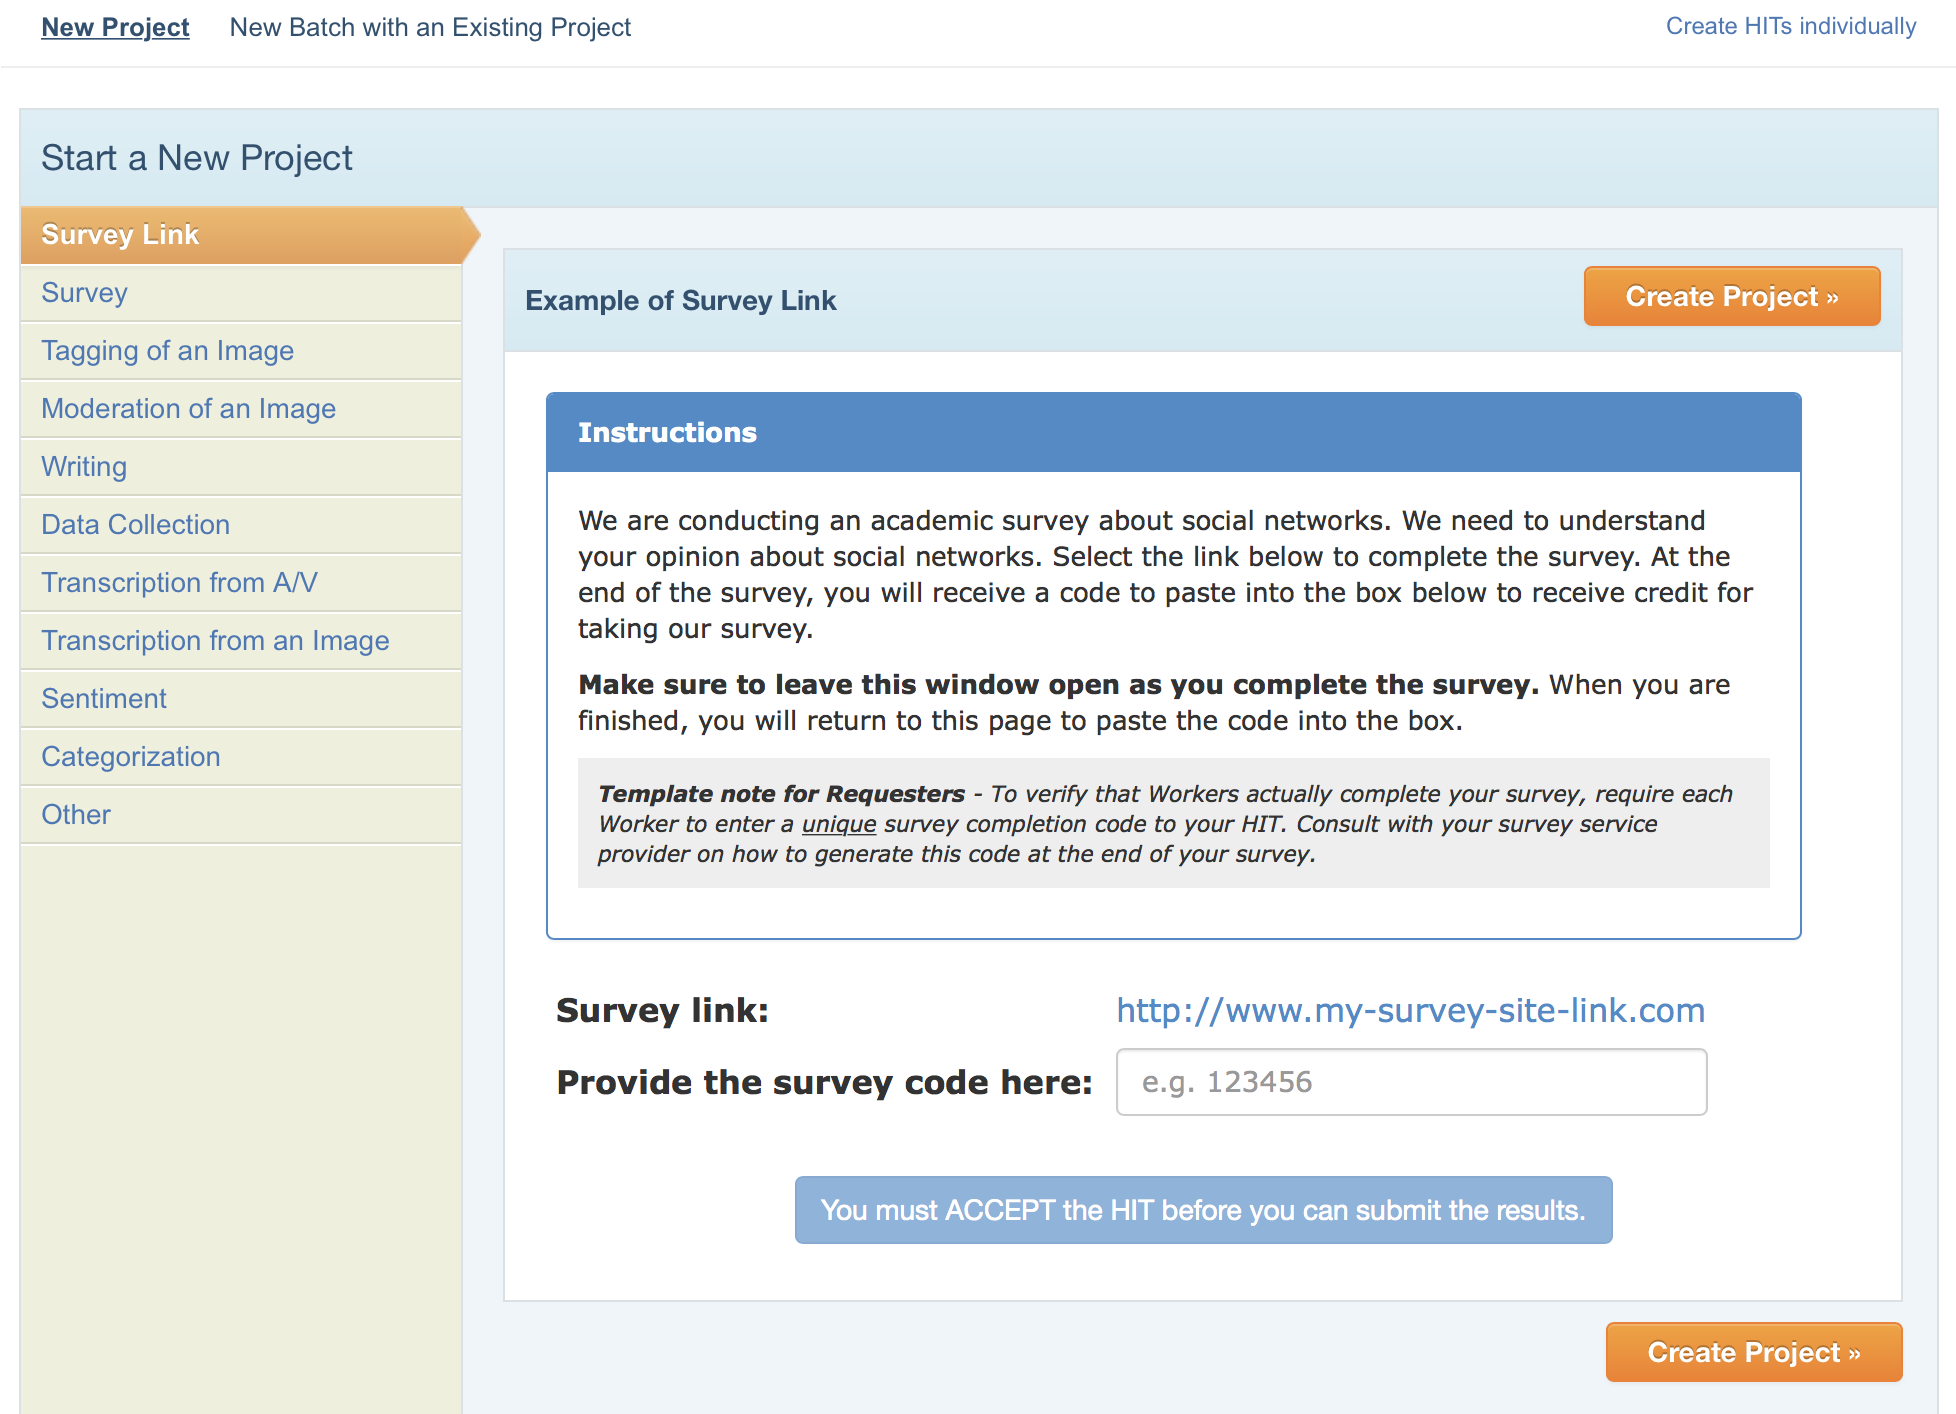 New Project
New Batch with an Existing Project
Create HITs individually
Start a New Project
Survey Link
Survey
Tagging of an Image
Moderation of an Image
Writing
Data Collection
Transcription from A/V
Transcription from an Image
Sentiment
Categorization
Other
Example of Survey Link
Create Project »
Instructions
We are conducting an academic survey about social networks. We need to understand
your opinion about social networks. Select the link below to complete the survey. At the
end of the survey, you will receive a code to paste into the box below to receive credit for
taking our survey.
Make sure to leave this window open as you complete the survey. When you are
finished, you will return to this page to paste the code into the box.
Template note for Requesters - To verify that Workers actually complete your survey, require each
Worker to enter a unique survey completion code to your HIT. Consult with your survey service
provider on how to generate this code at the end of your survey.
Survey link:
http://www.my-survey-site-link.com
Provide the survey code here:
e.g. 123456
You must ACCEPT the HIT before you can submit the results.
Create Project »